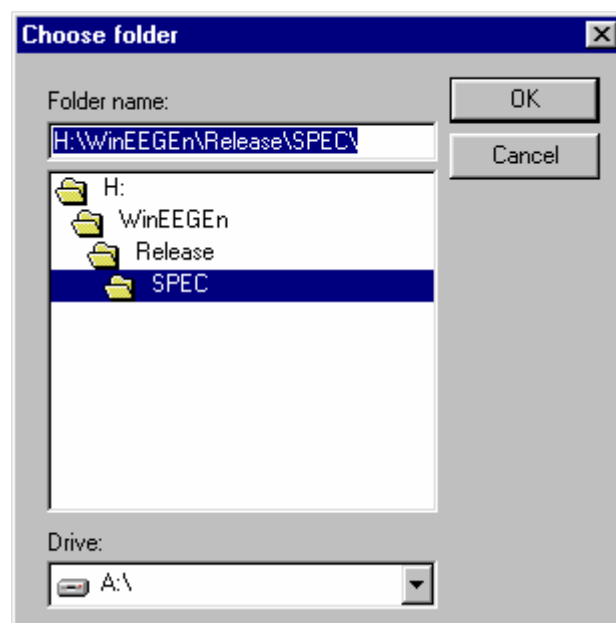 Choose folder
Folder name:
OK
H:\WinEEGEn\Release\SPEC\
Cancel
H:
WinEEGEn
Release
SPEC
Drive:
A:\